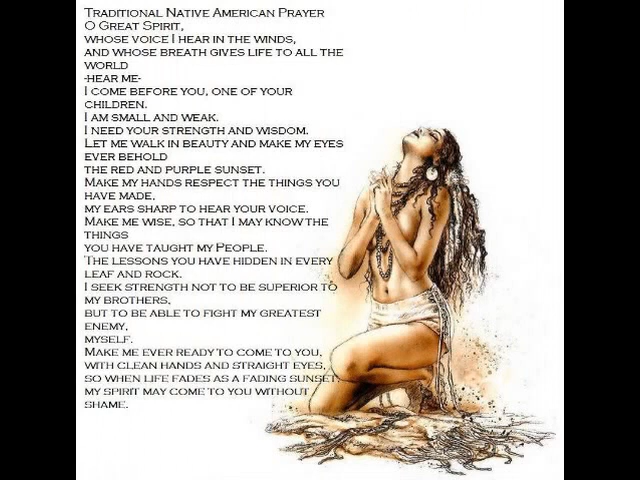 Traditional Native American Prayer
O Great Spirit,
whose voice I hear in the winds,
and whose breath gives life to all the
world
-hear me-
I come before you, one of your
children.
I am small and weak.
I need your strength and wisdom.
Let me walk in beauty and make my eyes
ever behold
the red and purple sunset.
Make my hands respect the things you
have made,
my ears sharp to hear your voice.
Make me wise, so that I may know the
things
you have taught my People.
The lessons you have hidden in every
leaf and rock.
I seek strength not to be superior to
my brothers,
but to be able to fight my greatest
enemy,
myself.
Make me ever ready to come to you,
with clean hands and straight eyes,
so when life fades as a fading sunset,
my spirit may come to you without
shame.